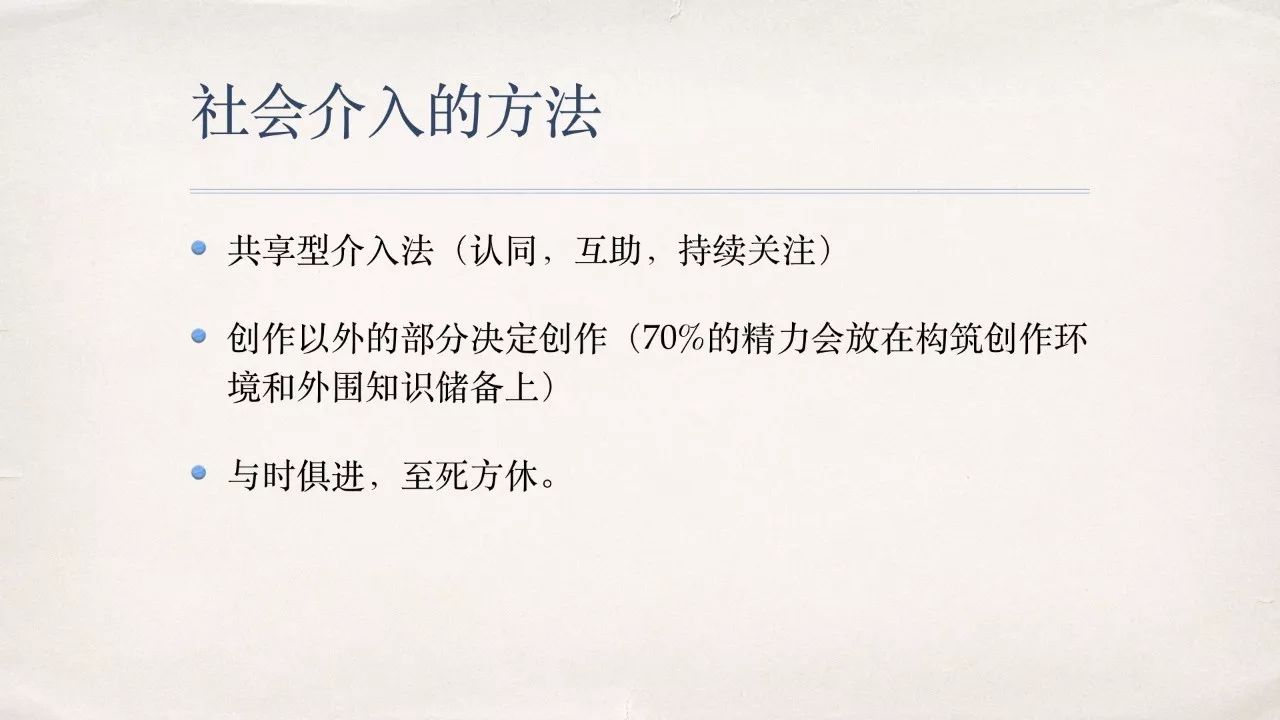 社会介入的方法
共享型介入法（认同，互助，持续关注）
创作以外的部分决定创作（70%的精力会放在构筑创作环
境和外围知识储备上）
与时俱进，至死方休。